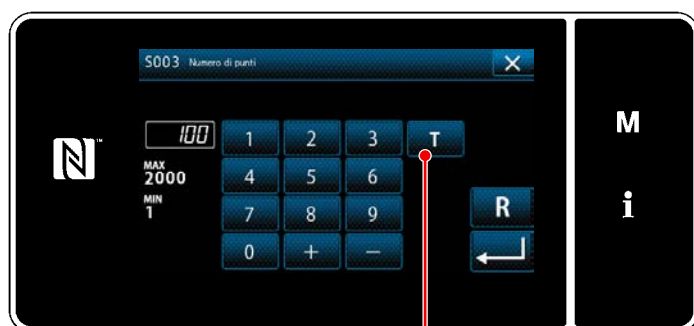 S003 Numero di punti
100 1 2 3 T
MAX
2000 4 5 6
MIN
1 7 8 9 R
0 + −
M
i